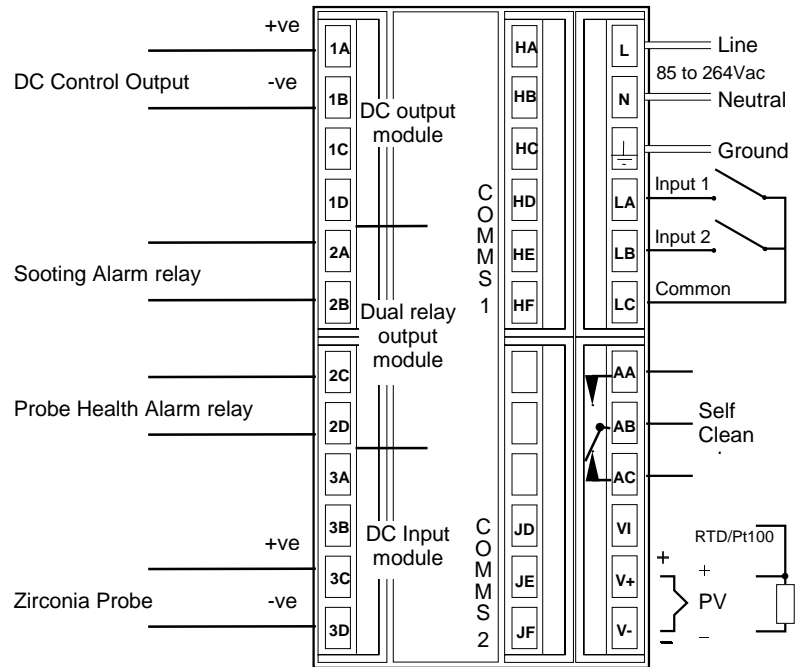 +ve
DC Control Output
-ve
Sooting Alarm relay
Probe Health Alarm relay
+ve
Zirconia Probe
-ve
1A
1B
1C
1D
2A
2B
2C
2D
3A
3B
3C
3D
DC output
module
Dual relay
output
module
DC Input
module
COMMS 1
COMMS 2
HA
HB
HC
HD
HE
HF
JD
JE
JF
L
N
LA
LB
LC
AA
AB
AC
VI
V+
V-
Line
85 to 264Vac
Neutral
Ground
Input 1
Input 2
Common
Self
Clean
.
RTD/Pt100
+
+
PV
–
–